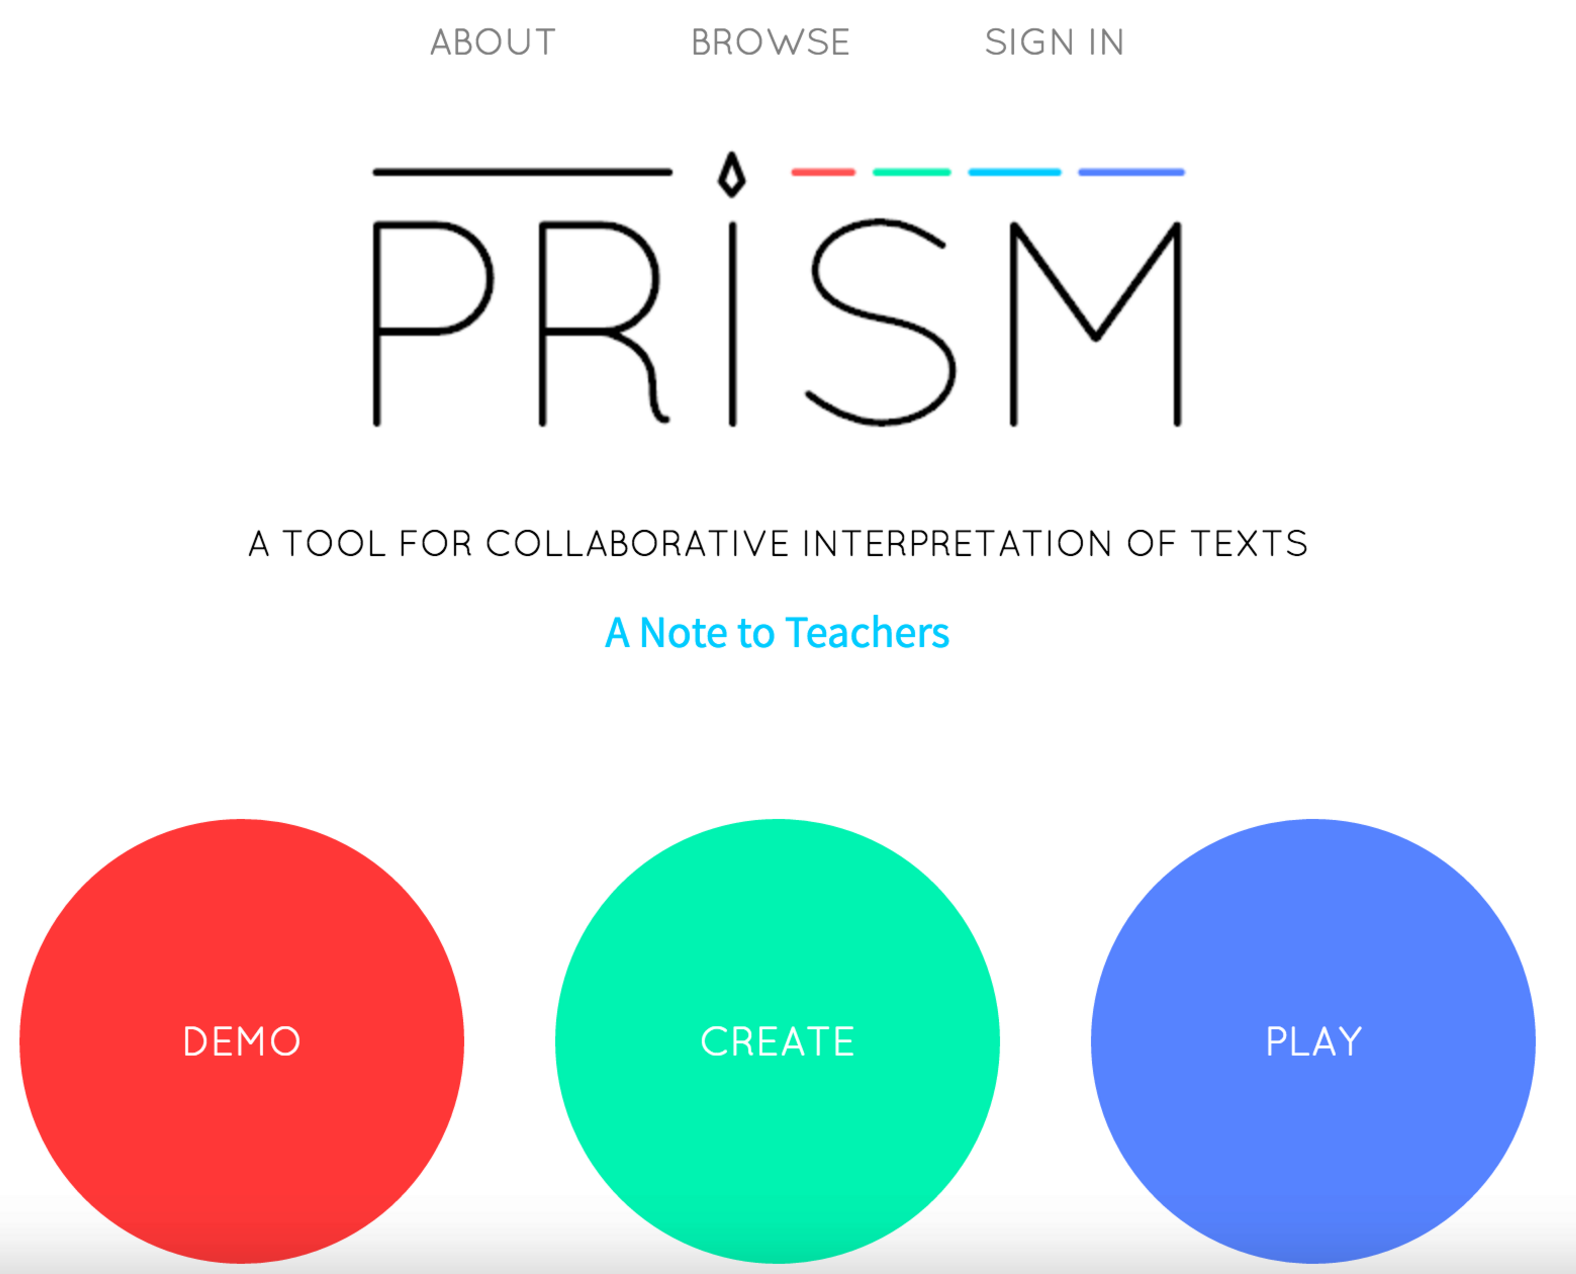 ABOUT BROWSE SIGN IN
PRISM
A TOOL FOR COLLABORATIVE INTERPRETATION OF TEXTS
A Note to Teachers
DEMO CREATE PLAY